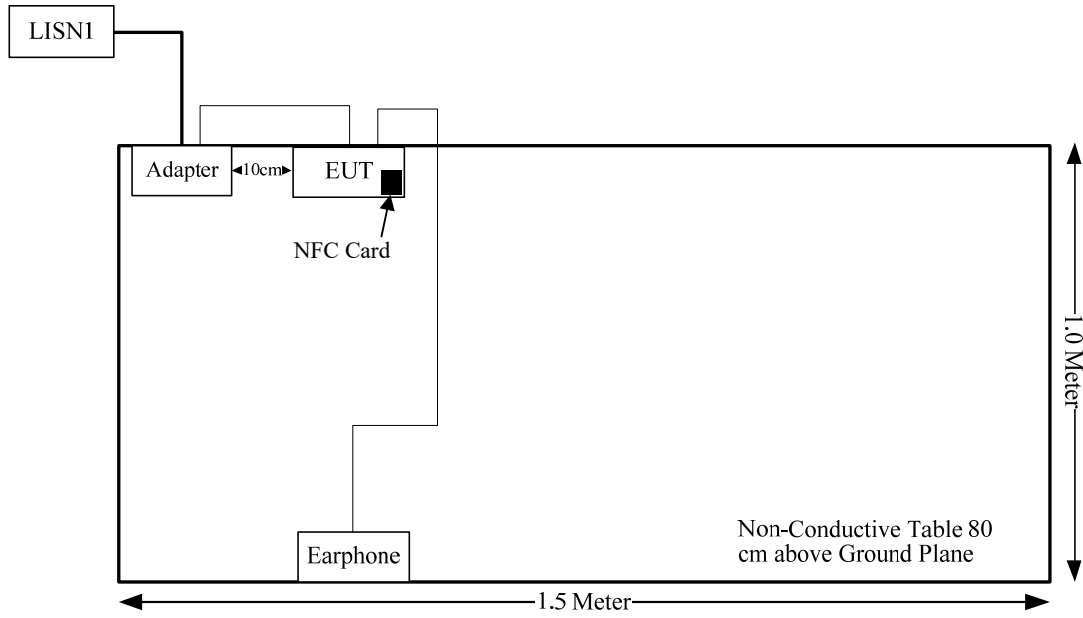 LISN1
Adapter
10cm
EUT
NFC Card
1.0 Meter
Non-Conductive Table 80
cm above Ground Plane
Earphone
1.5 Meter